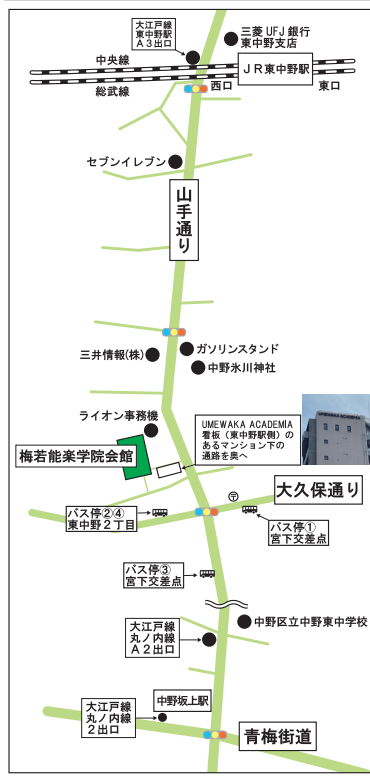 大江戸線
東中野駅
A3出口
三菱UFJ銀行
東中野支店
中央線
総武線
JR東中野駅
西口
東口
セブンイレブン
山手通り
三井情報(株)
ガソリンスタンド
中野氷川神社
ライオン事務機
梅若能楽学院会館
UMEWAKA ACADEMIA
看板（東中野駅側）の
あるマンション下の
通路を奥へ
UMEWAKA ACADEMIA
大久保通り
〒
バス停②④
東中野2丁目
バス停①
宮下交差点
バス停③
宮下交差点
中野区立中野東中学校
大江戸線
丸ノ内線
A2出口
大江戸線
丸ノ内線
2出口
中野坂上駅
青梅街道